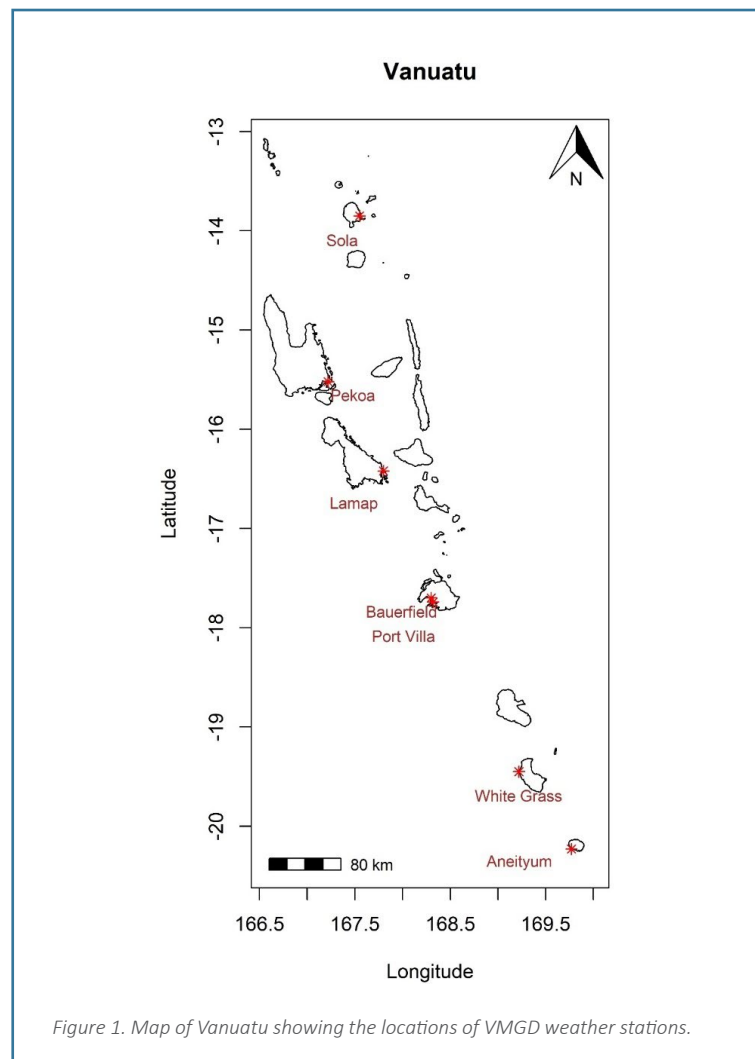 Vanuatu
-13
N
-14
Sola
-15
Pekoa
-16
Lamap
-17
Latitude
Bauerfield
-18
Port Villa
-19
White Grass
-20
Aneityum
80 km
166.5 167.5 168.5 169.5
Longitude
Figure 1. Map of Vanuatu showing the locations of VMGD weather stations.